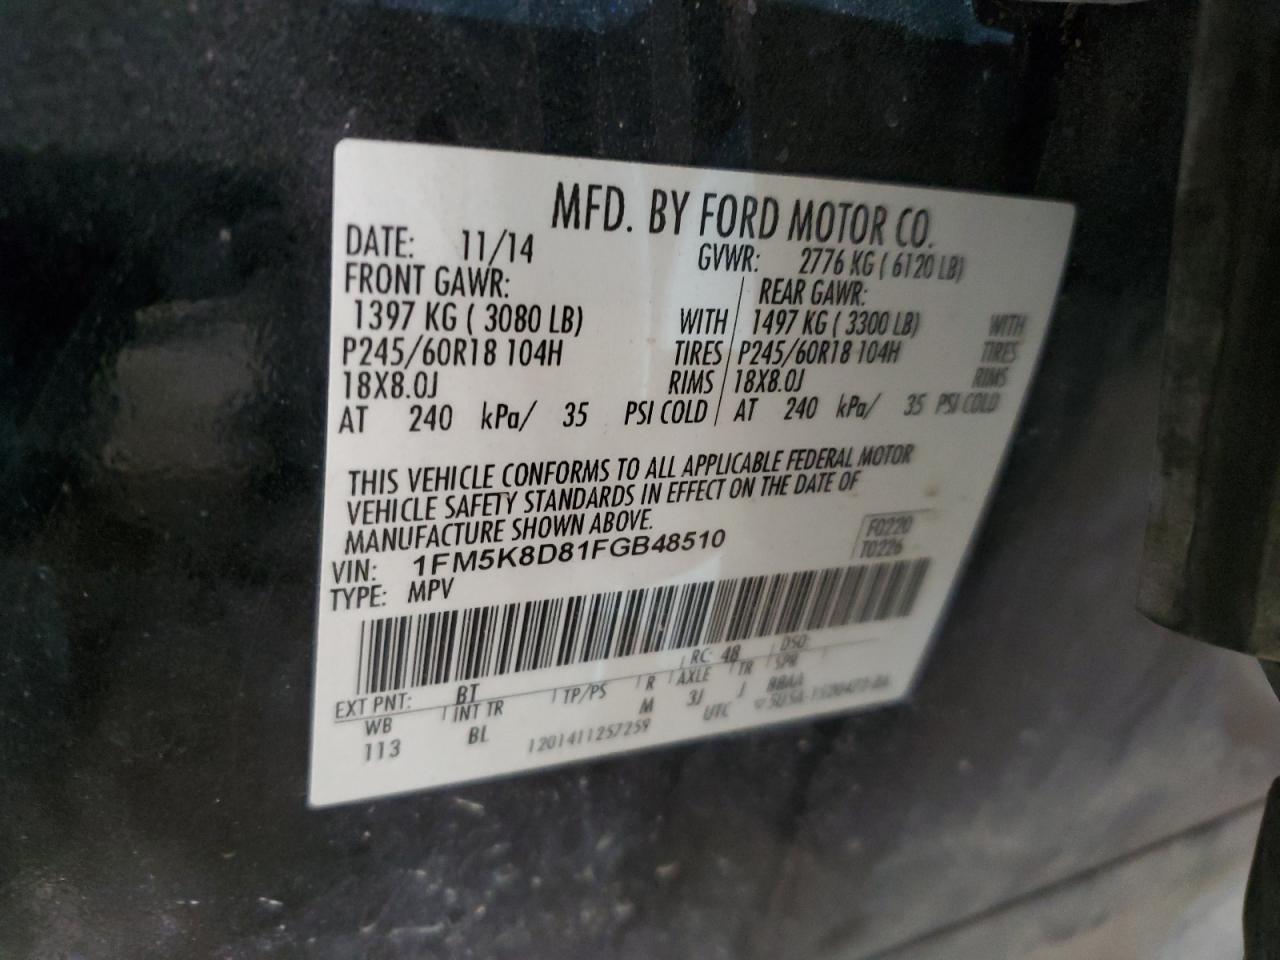 MFD. BY FORD MOTOR CO.
DATE: 11/14 GVWR: 2776 KG ( 6120 LB)
FRONT GAWR: REAR GAWR:
1397 KG ( 3080 LB) WITH 1497 KG ( 3300 LB) WITH
P245/60R18 104H TIRES P245/60R18 104H TIRES
18X8.0J RIMS 18X8.0J RIMS
AT 240 kPa/ 35 PSI COLD AT 240 kPa/ 35 PSI COLD
THIS VEHICLE CONFORMS TO ALL APPLICABLE FEDERAL MOTOR
VEHICLE SAFETY STANDARDS IN EFFECT ON THE DATE OF
MANUFACTURE SHOWN ABOVE.
F0220
VIN: 1FM5K8D81FGB48510 T0226
TYPE: MPV
EXT PNT: BT RC: 48 DSO:
WB INT TR TP/PS R AXLE TR SPR
113 BL M 3J J BBAA
1201411257259 UTC